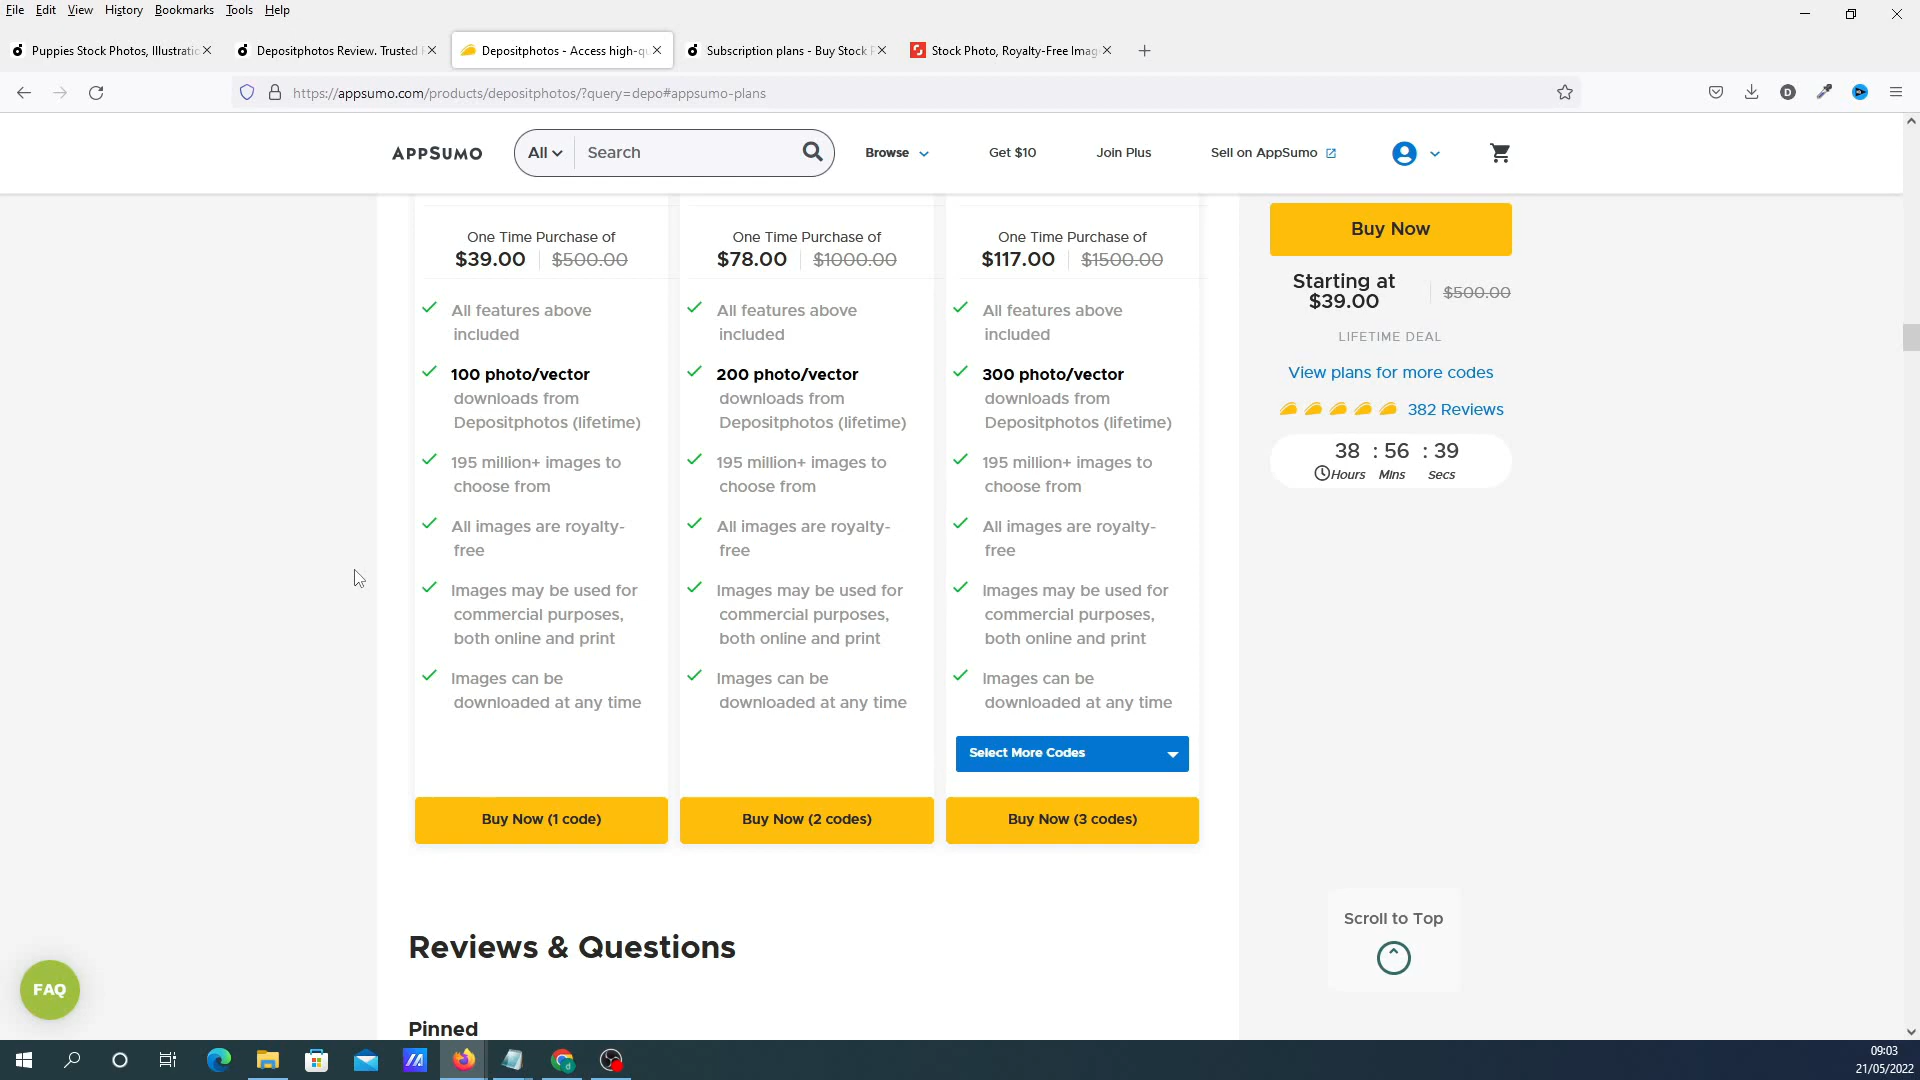 File Edit View History Bookmarks Tools Help
Puppies Stock Photos, Illustratio
Depositphotos Review. Trusted
Depositphotos - Access high-qu
Subscription plans - Buy Stock P
Stock Photo, Royalty-Free Imag
https://appsumo.com/products/depositphotos/?query=depo#appsumo-plans
APPSUMO
All
Search
Browse
Get $10
Join Plus
Sell on AppSumo
One Time Purchase of
$39.00 $500.00
All features above
included
100 photo/vector
downloads from
Depositphotos (lifetime)
195 million+ images to
choose from
All images are royalty-
free
Images may be used for
commercial purposes,
both online and print
Images can be
downloaded at any time
Buy Now (1 code)
One Time Purchase of
$78.00 $1000.00
All features above
included
200 photo/vector
downloads from
Depositphotos (lifetime)
195 million+ images to
choose from
All images are royalty-
free
Images may be used for
commercial purposes,
both online and print
Images can be
downloaded at any time
Buy Now (2 codes)
One Time Purchase of
$117.00 $1500.00
All features above
included
300 photo/vector
downloads from
Depositphotos (lifetime)
195 million+ images to
choose from
All images are royalty-
free
Images may be used for
commercial purposes,
both online and print
Images can be
downloaded at any time
Select More Codes
Buy Now (3 codes)
Buy Now
Starting at
$39.00
$500.00
LIFETIME DEAL
View plans for more codes
382 Reviews
38 : 56 : 39
Hours Mins Secs
Reviews & Questions
Pinned
Scroll to Top
FAQ
09:03
21/05/2022